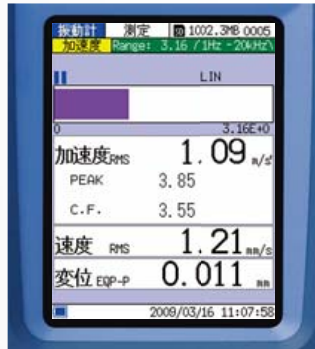 振動計 測定 SD 1002.3MB 0005
加速度 Range: 3.16 /1Hz -20kHz
LIN
0 3.16E+0
加速度RMS 1.09 m/s²
PEAK 3.85
C.F. 3.55
速度 RMS 1.21 mm/s
変位 EQP-P 0.011 mm
2009/03/16 11:07:58